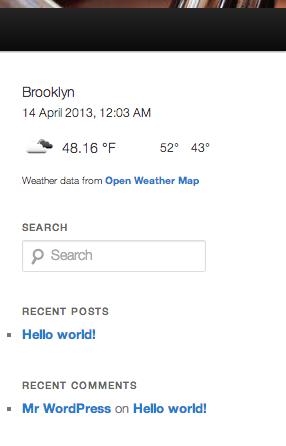 Brooklyn
14 April 2013, 12:03 AM
48.16 °F 52° 43°
Weather data from Open Weather Map
SEARCH
Search
RECENT POSTS
Hello world!
RECENT COMMENTS
Mr WordPress on Hello world!